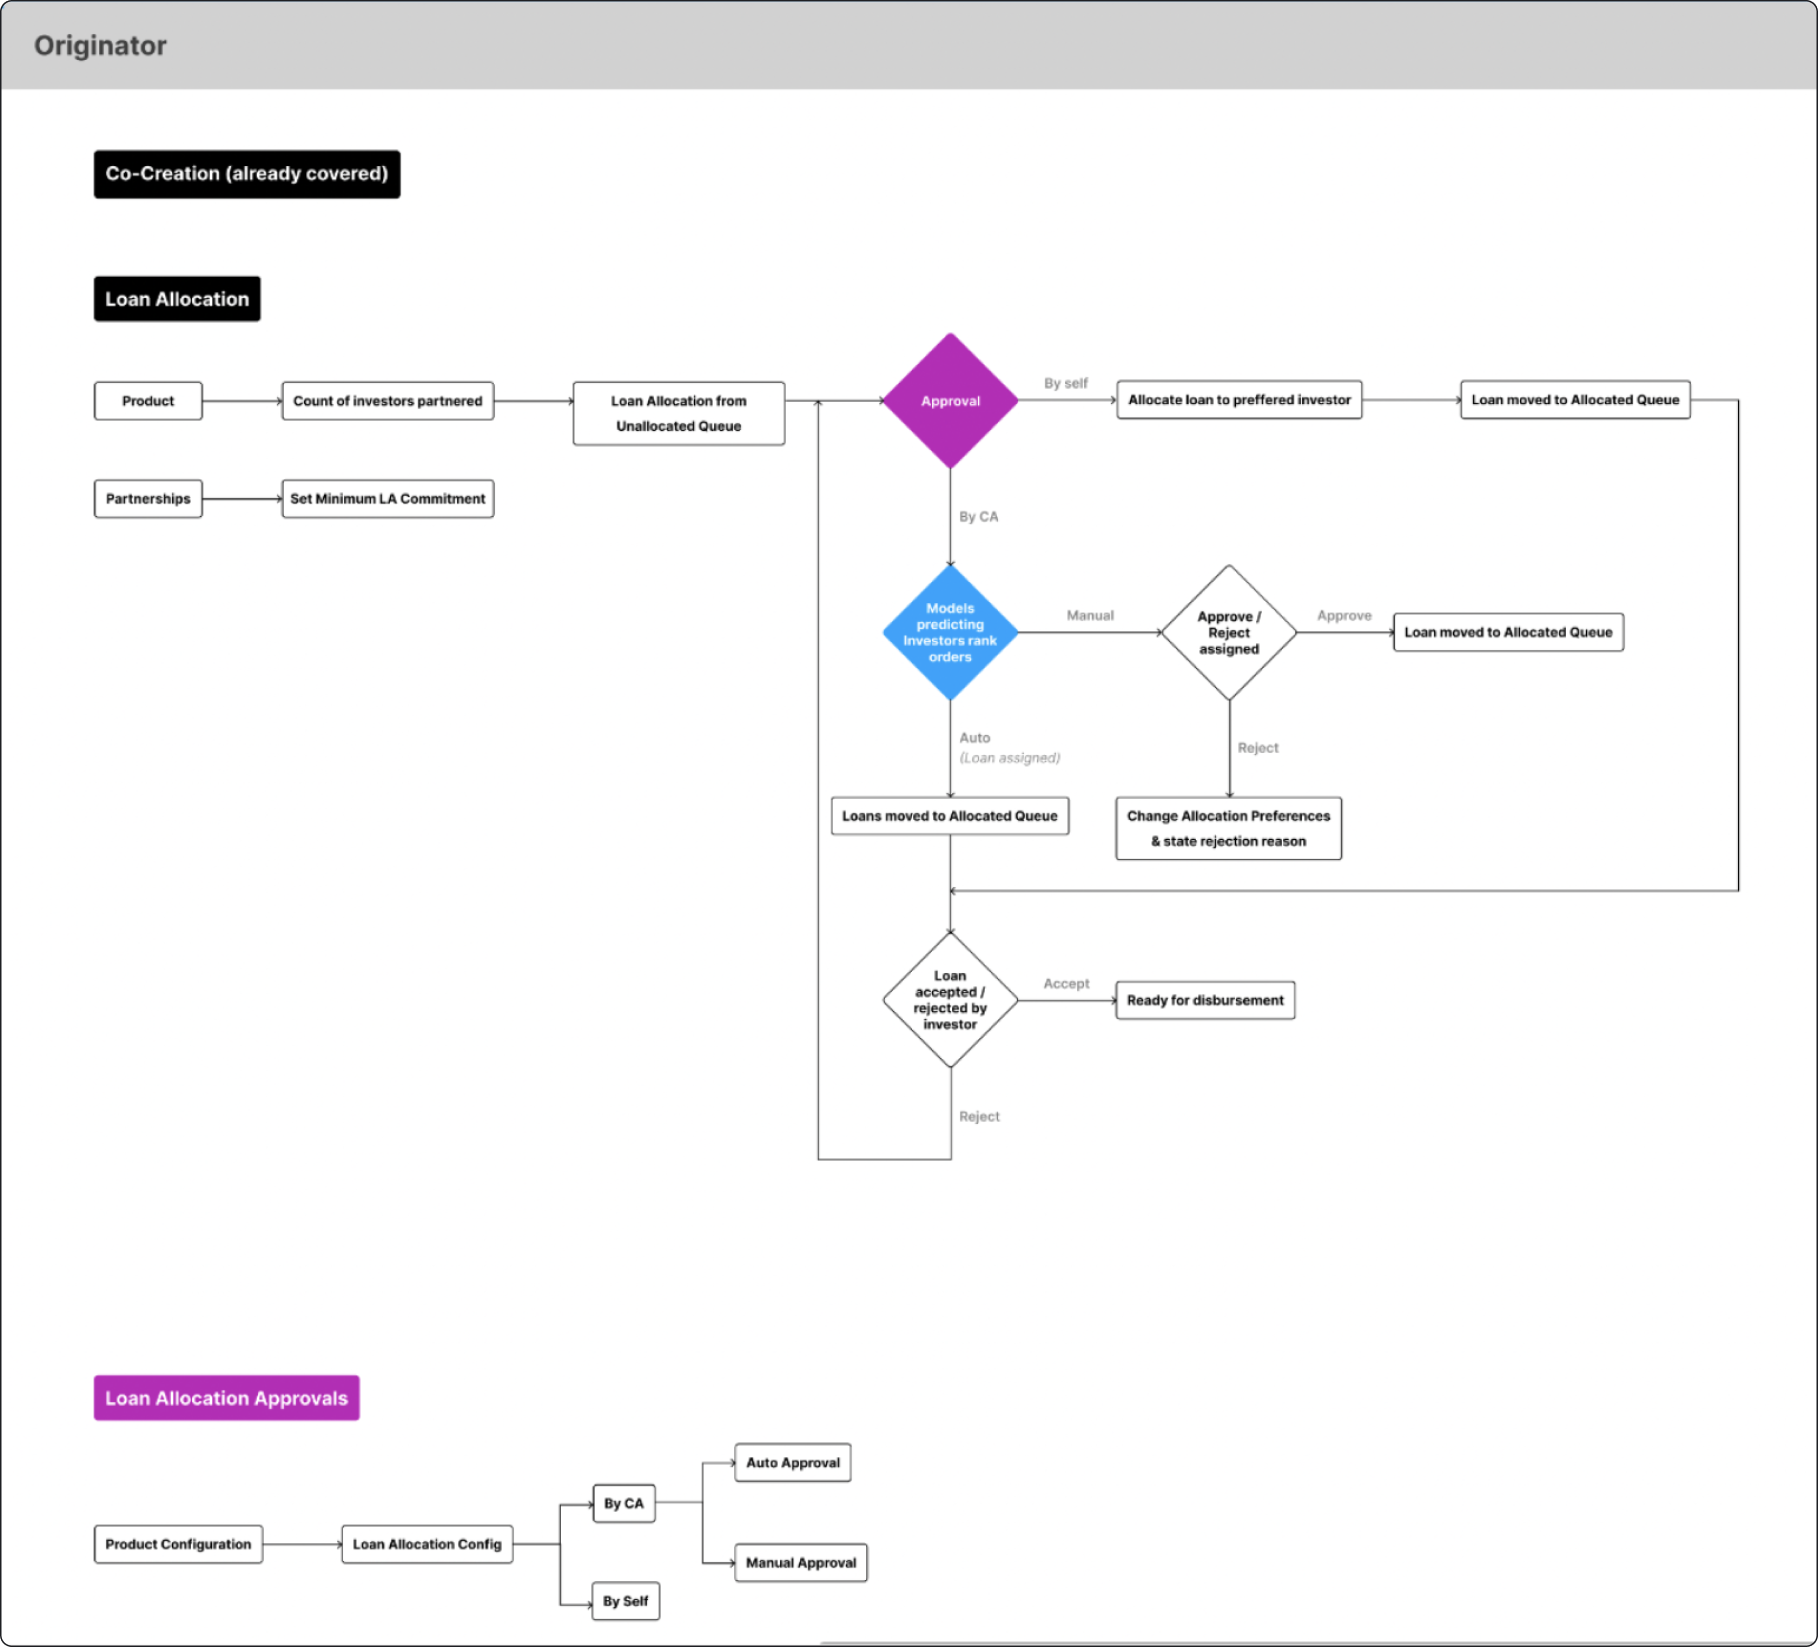 Originator
Co-Creation (already covered)
Loan Allocation
Product
Count of investors partnered
Loan Allocation from
Unallocated Queue
Approval
By self
Allocate loan to preffered investor
Loan moved to Allocated Queue
Partnerships
Set Minimum LA Commitment
By CA
Models
predicting
Investors rank
orders
Manual
Approve /
Reject
assigned
Approve
Loan moved to Allocated Queue
Auto
(Loan assigned)
Reject
Loans moved to Allocated Queue
Change Allocation Preferences
& state rejection reason
Loan
accepted /
rejected by
investor
Accept
Ready for disbursement
Reject
Loan Allocation Approvals
Product Configuration
Loan Allocation Config
By CA
By Self
Auto Approval
Manual Approval